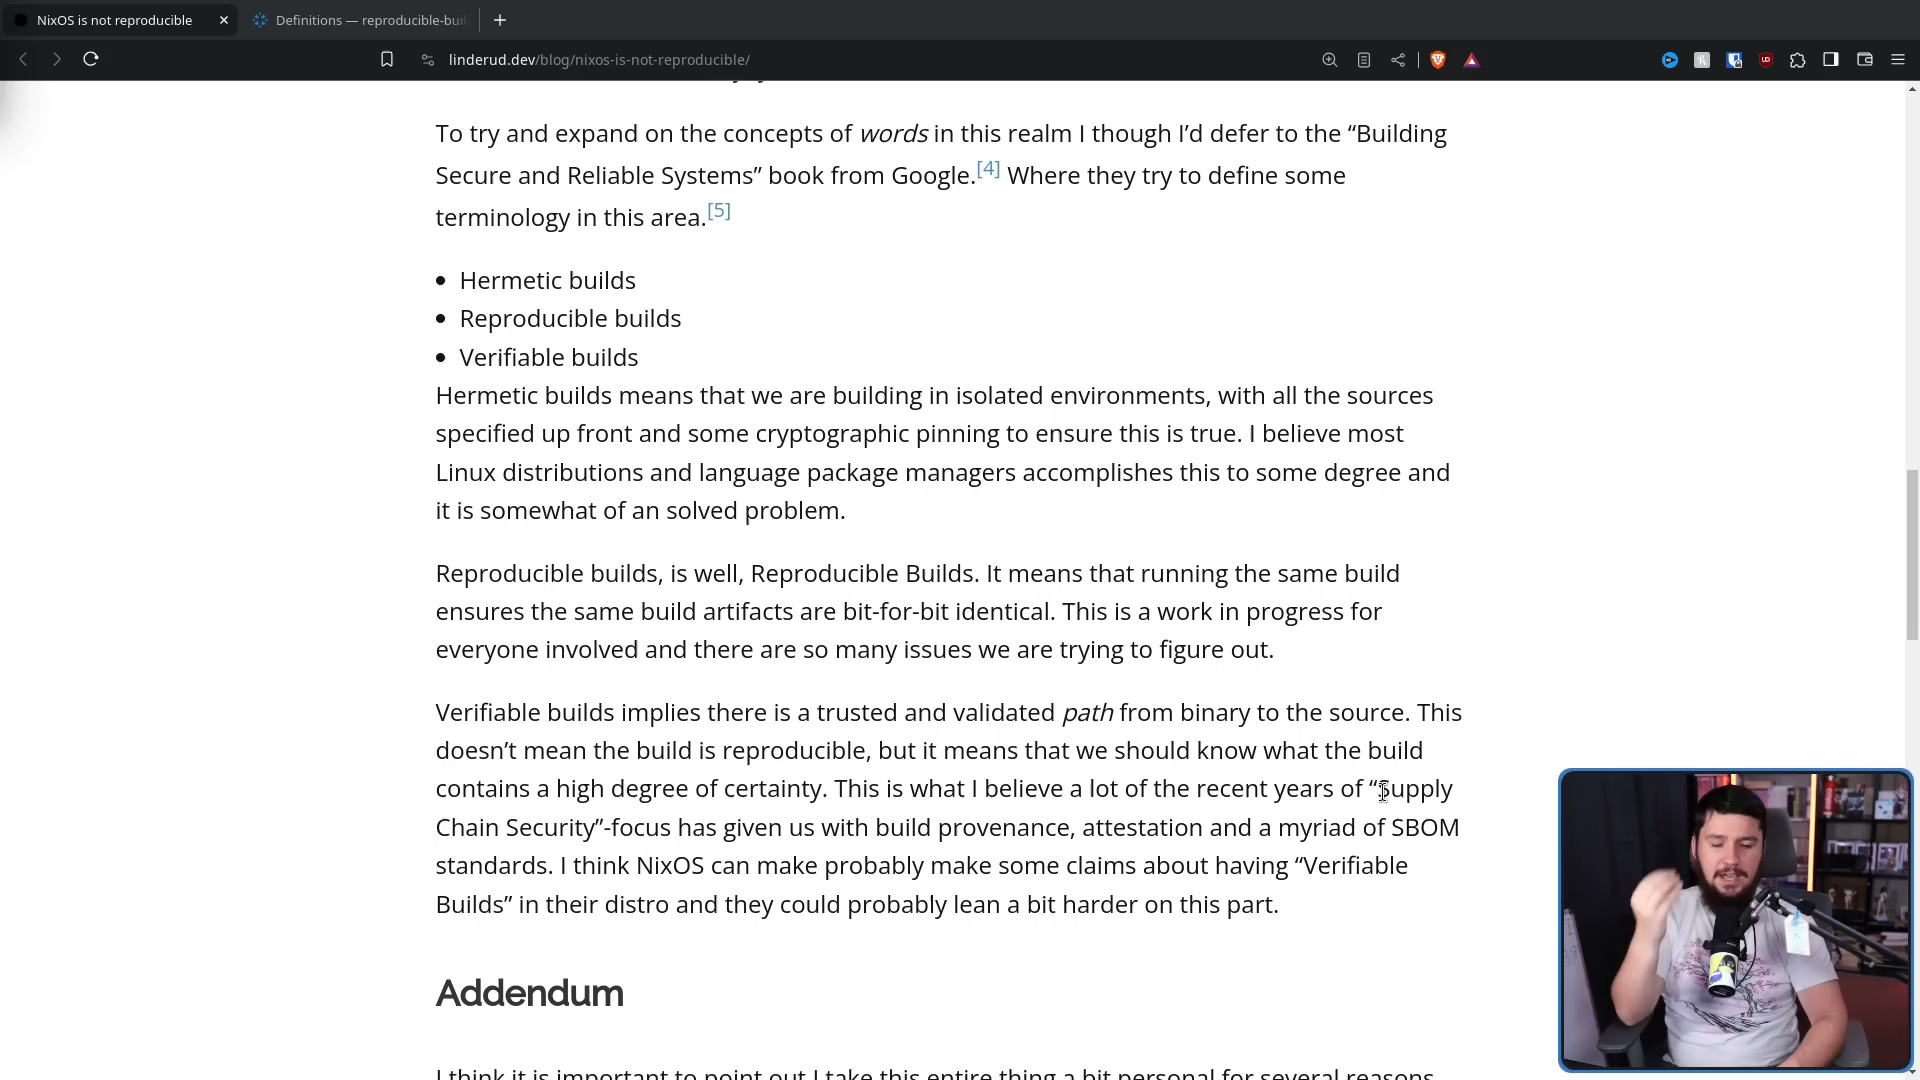 NixOS is not reproducible
Definitions — reproducible-buil
linderud.dev/blog/nixos-is-not-reproducible/
To try and expand on the concepts of words in this realm I though I’d defer to the “Building
Secure and Reliable Systems” book from Google.[4] Where they try to define some
terminology in this area.[5]
Hermetic builds
Reproducible builds
Verifiable builds
Hermetic builds means that we are building in isolated environments, with all the sources
specified up front and some cryptographic pinning to ensure this is true. I believe most
Linux distributions and language package managers accomplishes this to some degree and
it is somewhat of an solved problem.
Reproducible builds, is well, Reproducible Builds. It means that running the same build
ensures the same build artifacts are bit-for-bit identical. This is a work in progress for
everyone involved and there are so many issues we are trying to figure out.
Verifiable builds implies there is a trusted and validated path from binary to the source. This
doesn’t mean the build is reproducible, but it means that we should know what the build
contains a high degree of certainty. This is what I believe a lot of the recent years of “Supply
Chain Security”-focus has given us with build provenance, attestation and a myriad of SBOM
standards. I think NixOS can make probably make some claims about having “Verifiable
Builds” in their distro and they could probably lean a bit harder on this part.
Addendum
I think it is important to point out I take this entire thing a bit personal for several reasons.